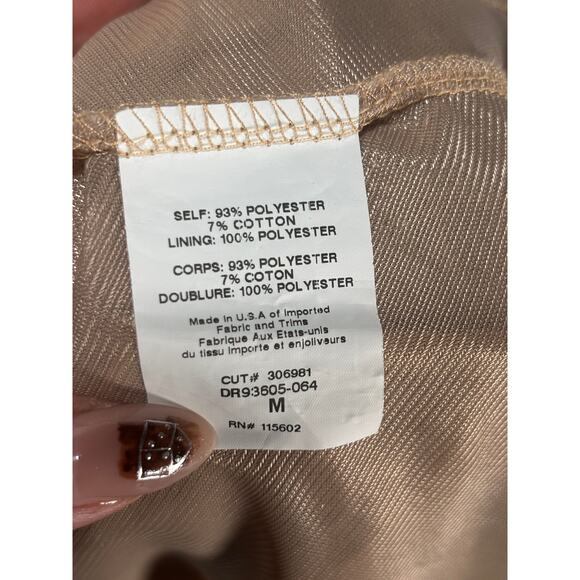 SELF: 93% POLYESTER
7% COTTON
LINING: 100% POLYESTER
CORPS: 93% POLYESTER
7% COTON
DOUBLURE: 100% POLYESTER
Made in U.S.A of Imported
Fabric and Trims
Fabrique Aux Etats-unis
du tissu importe et enjoliveurs
CUT# 306981
DR93605-064
M
RN# 115602